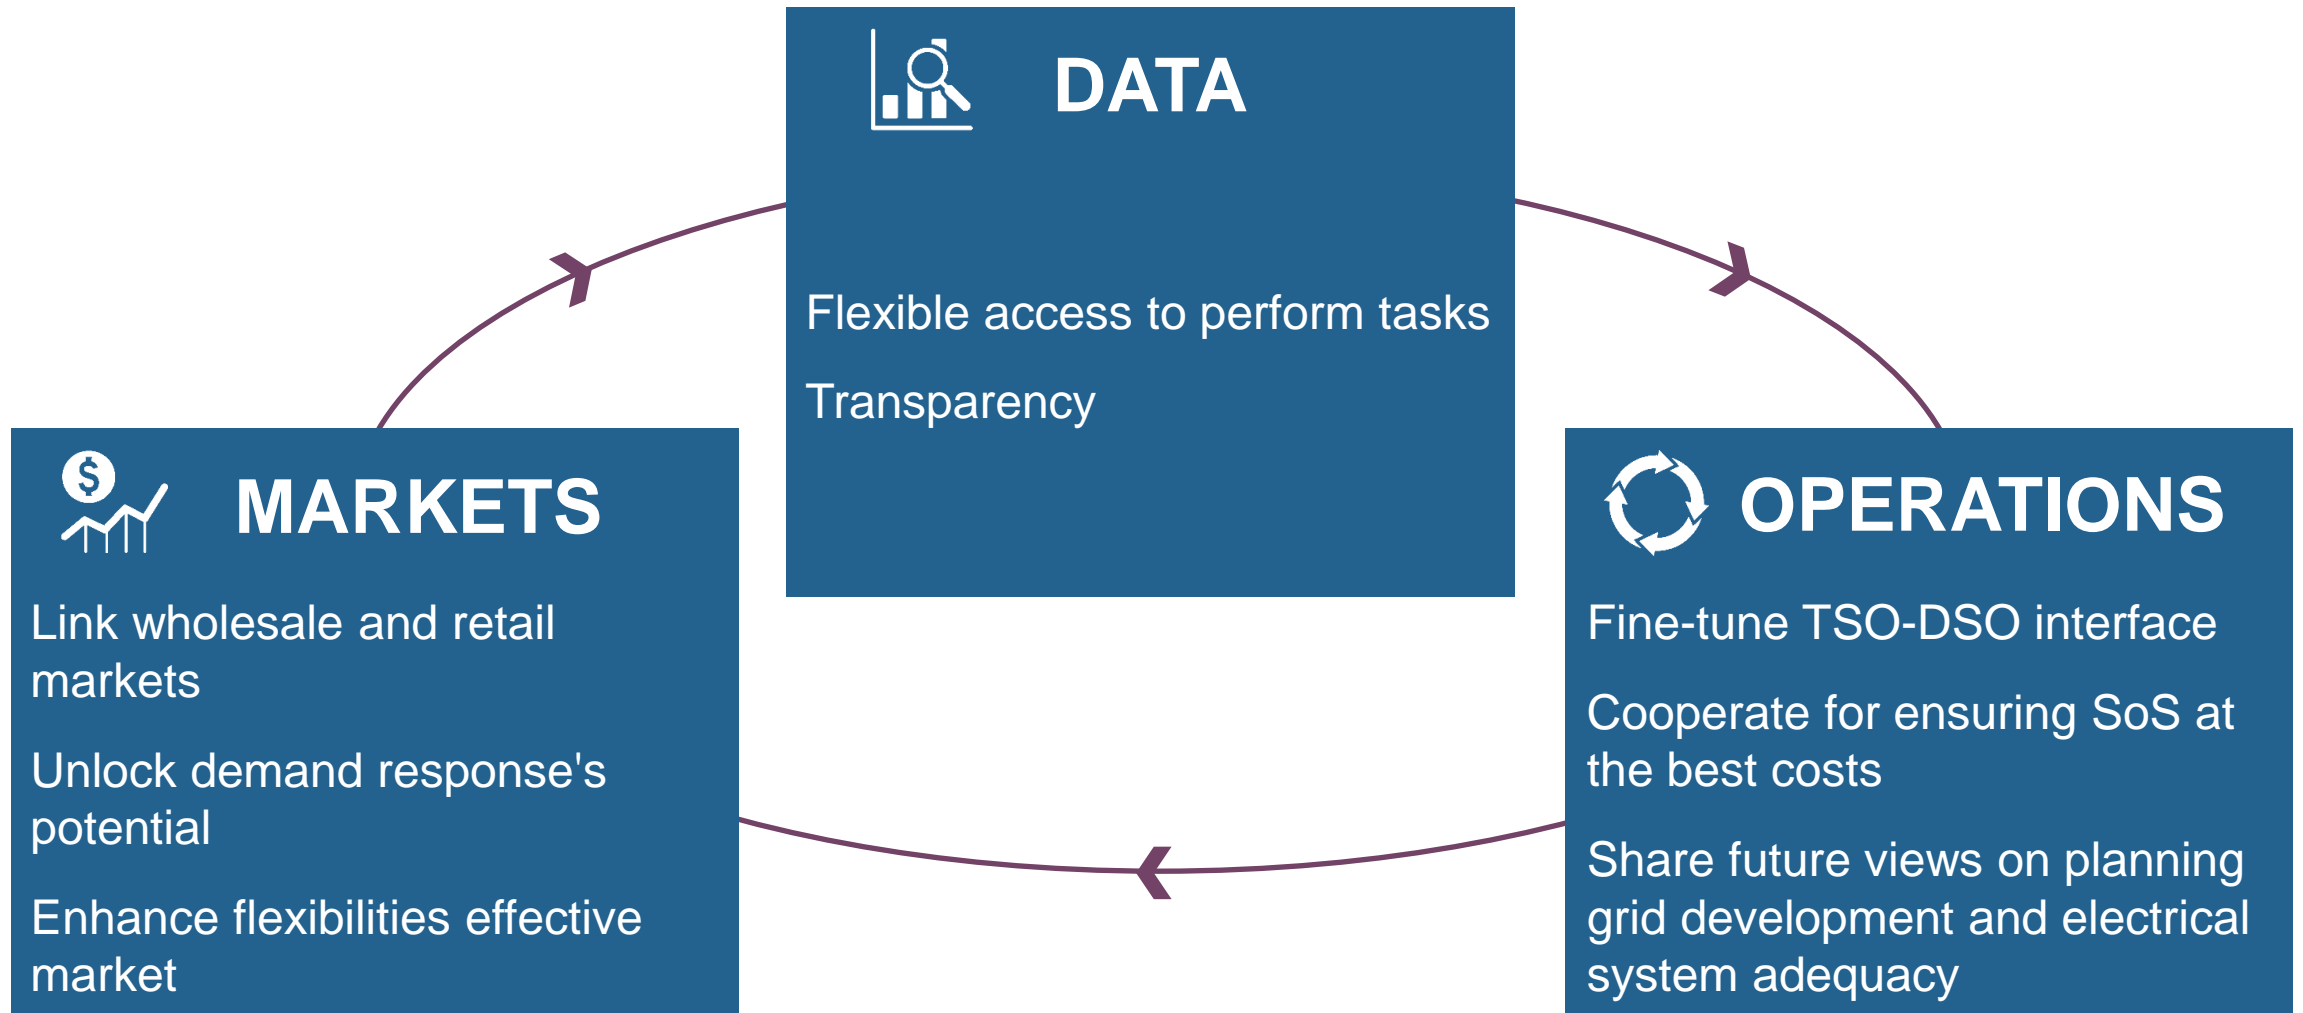 DATA
Flexible access to perform tasks
Transparency
$
MARKETS
Link wholesale and retail
markets
Unlock demand response's
potential
Enhance flexibilities effective
market
OPERATIONS
Fine-tune TSO-DSO interface
Cooperate for ensuring SoS at
the best costs
Share future views on planning
grid development and electrical
system adequacy